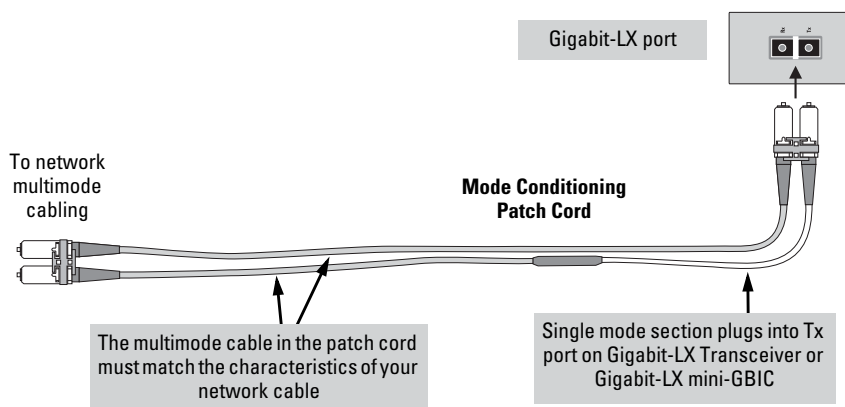 Gigabit-LX port
To network
multimode
cabling
Mode Conditioning
Patch Cord
The multimode cable in the patch cord
must match the characteristics of your
network cable
Single mode section plugs into Tx
port on Gigabit-LX Transceiver or
Gigabit-LX mini-GBIC